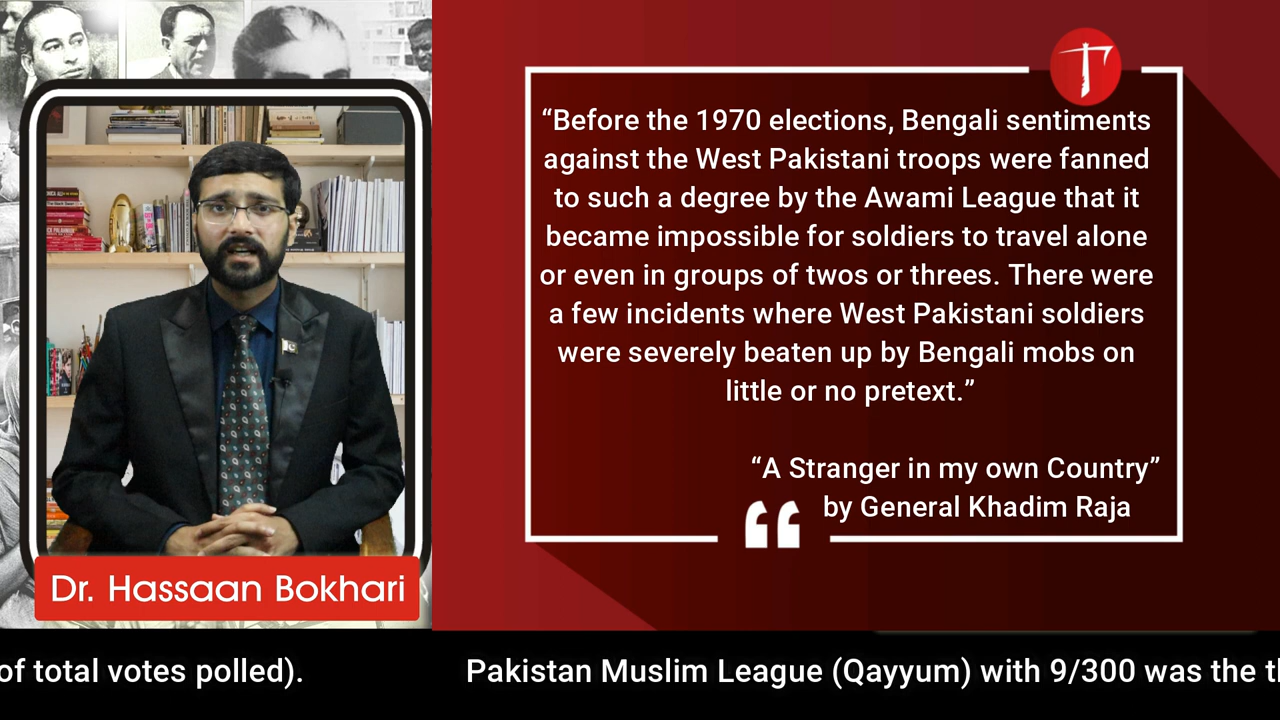 “Before the 1970 elections, Bengali sentiments
against the West Pakistani troops were fanned
to such a degree by the Awami League that it
became impossible for soldiers to travel alone
or even in groups of twos or threes. There were
a few incidents where West Pakistani soldiers
were severely beaten up by Bengali mobs on
little or no pretext.”
“A Stranger in my own Country”
by General Khadim Raja
Dr. Hassaan Bokhari
of total votes polled). Pakistan Muslim League (Qayyum) with 9/300 was the